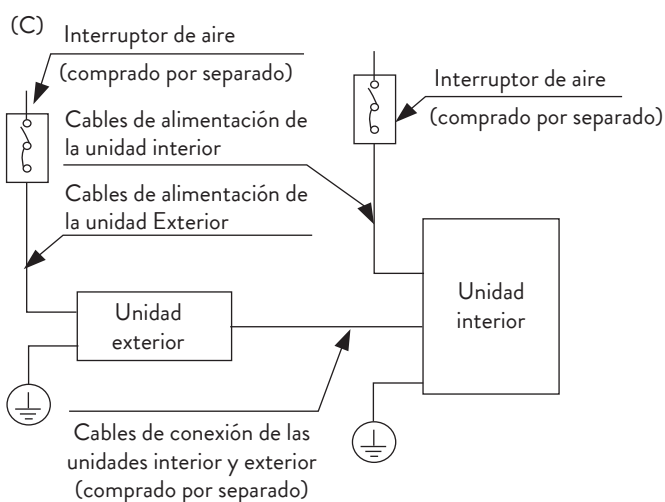 (C)
Interruptor de aire
(comprado por separado)
Cables de alimentación de
la unidad interior
Cables de alimentación de
la unidad Exterior
Interruptor de aire
(comprado por separado)
Unidad
exterior
Unidad
interior
Cables de conexión de las
unidades interior y exterior
(comprado por separado)